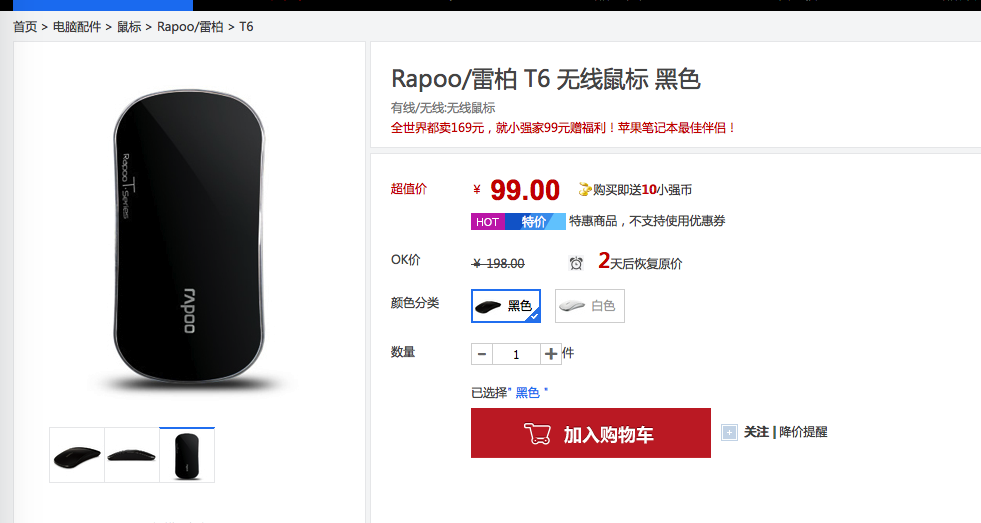 首页 > 电脑配件 > 鼠标 > Rapoo/雷柏 > T6
Rapoo/雷柏 T6 无线鼠标 黑色
有线/无线:无线鼠标
全世界都卖169元，就小强家99元赠福利！苹果笔记本最佳伴侣！
Rapoo T-Series
rapoo
超值价 ¥ 99.00 购买即送10小强币
HOT 特价 特惠商品，不支持使用优惠券
OK价 ¥ 198.00 2天后恢复原价
颜色分类 黑色 白色
数量 − 1 + 件
已选择" 黑色 "
加入购物车 + 关注 | 降价提醒
rapoo